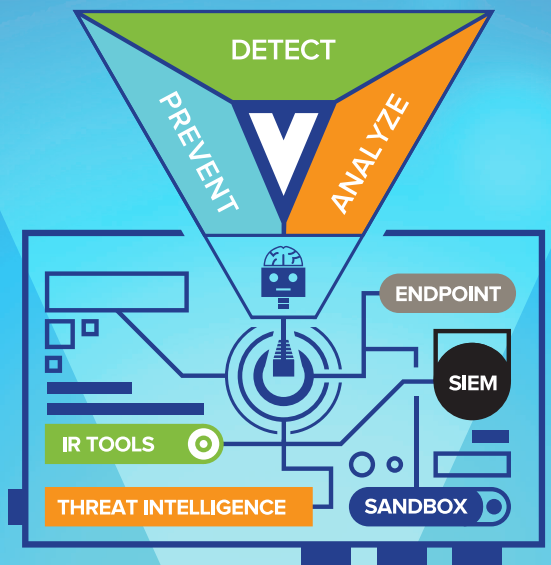 DETECT
PREVENT
V
ANALYZE
ENDPOINT
SIEM
IR TOOLS
THREAT INTELLIGENCE
SANDBOX